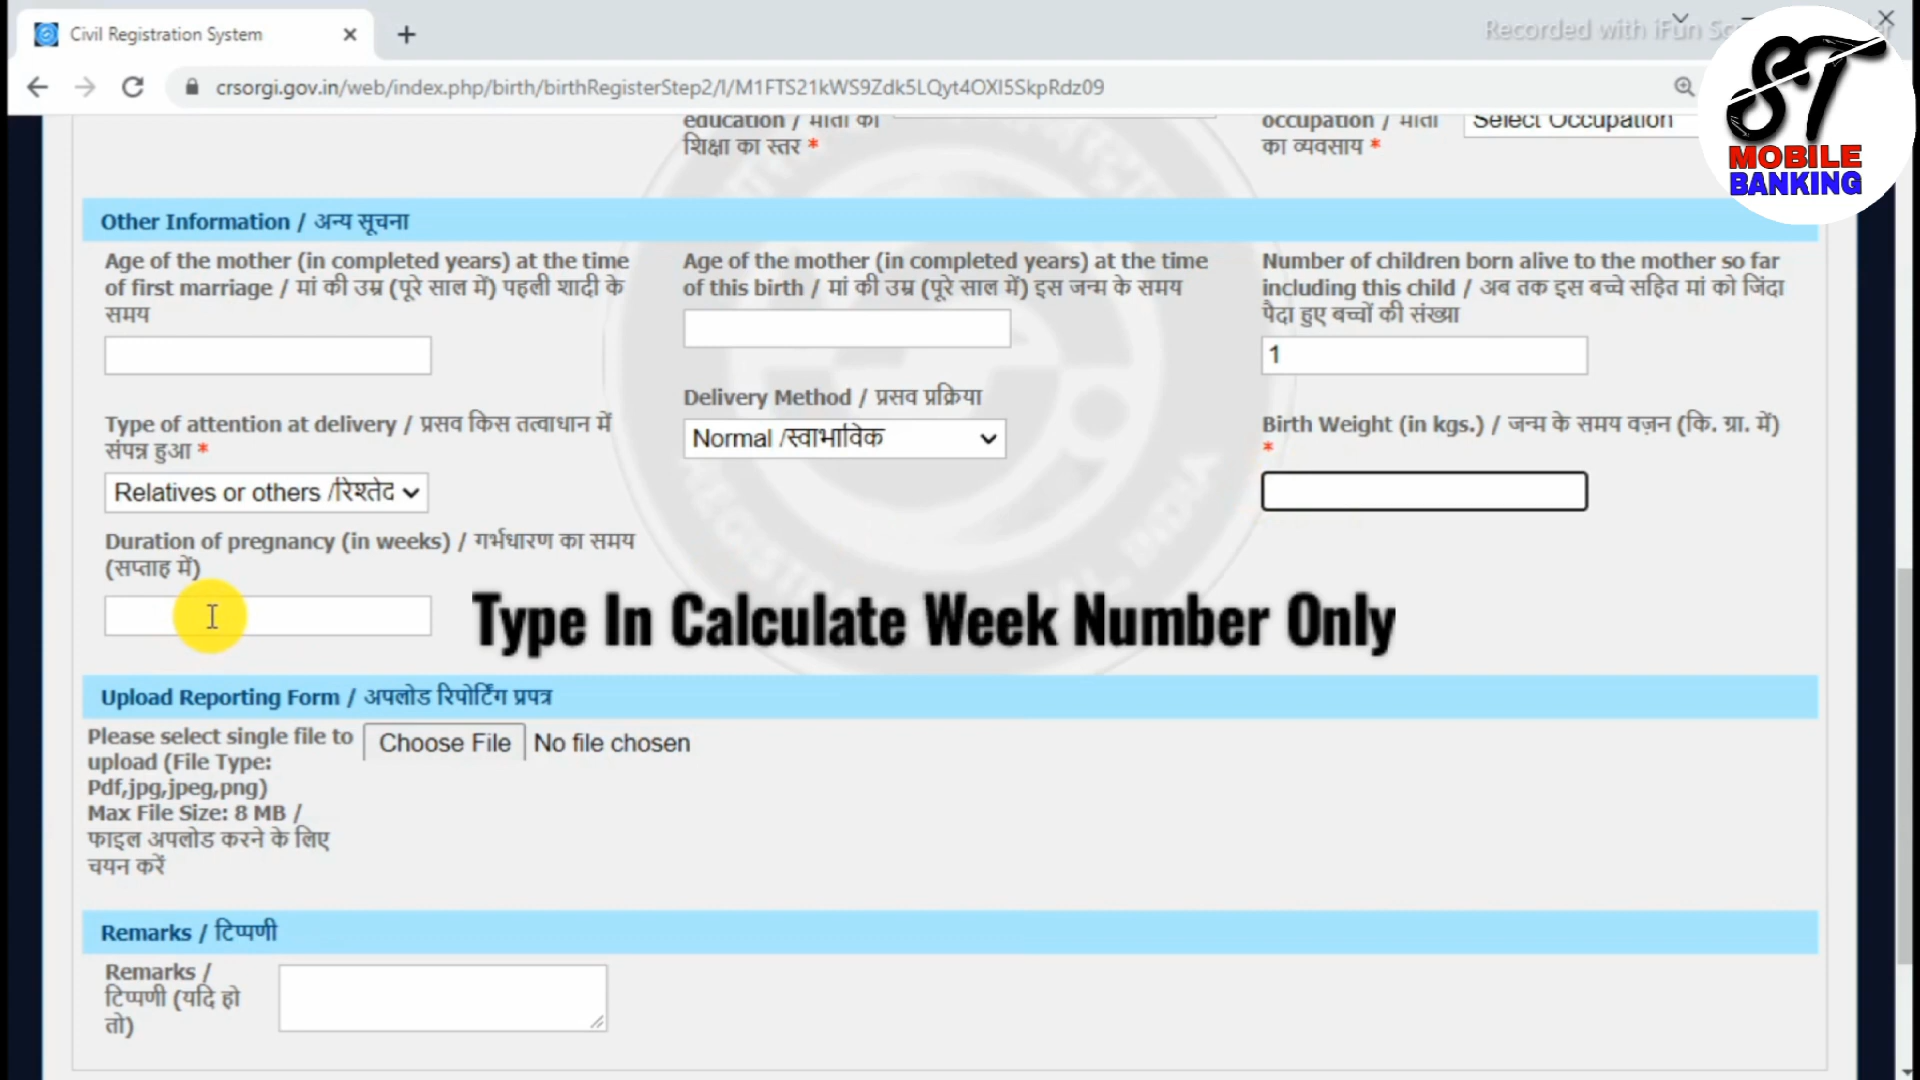 Civil Registration System
Recorded with iFun Sc
crsorgi.gov.in/web/index.php/birth/birthRegisterStep2/I/M1FTS21kWS9Zdk5LQyt4OXI5SkpRdz09
ST
MOBILE
BANKING
education / माता का
शिक्षा का स्तर *
occupation / माता
का व्यवसाय *
Select Occupation
Other Information / अन्य सूचना
Age of the mother (in completed years) at the time
of first marriage / मां की उम्र (पूरे साल में) पहली शादी के
समय
Age of the mother (in completed years) at the time
of this birth / मां की उम्र (पूरे साल में) इस जन्म के समय
Number of children born alive to the mother so far
including this child / अब तक इस बच्चे सहित मां को जिंदा
पैदा हुए बच्चों की संख्या
1
Type of attention at delivery / प्रसव किस तत्वाधान में
संपन्न हुआ *
Relatives or others /रिश्तेद
Delivery Method / प्रसव प्रक्रिया
Normal /स्वाभाविक
Birth Weight (in kgs.) / जन्म के समय वज़न (कि. ग्रा. में)
*
Duration of pregnancy (in weeks) / गर्भधारण का समय
(सप्ताह में)
Type In Calculate Week Number Only
Upload Reporting Form / अपलोड रिपोर्टिंग प्रपत्र
Please select single file to
upload (File Type:
Pdf,jpg,jpeg,png)
Max File Size: 8 MB /
फाइल अपलोड करने के लिए
चयन करें
Choose File No file chosen
Remarks / टिप्पणी
Remarks /
टिप्पणी (यदि हो
तो)